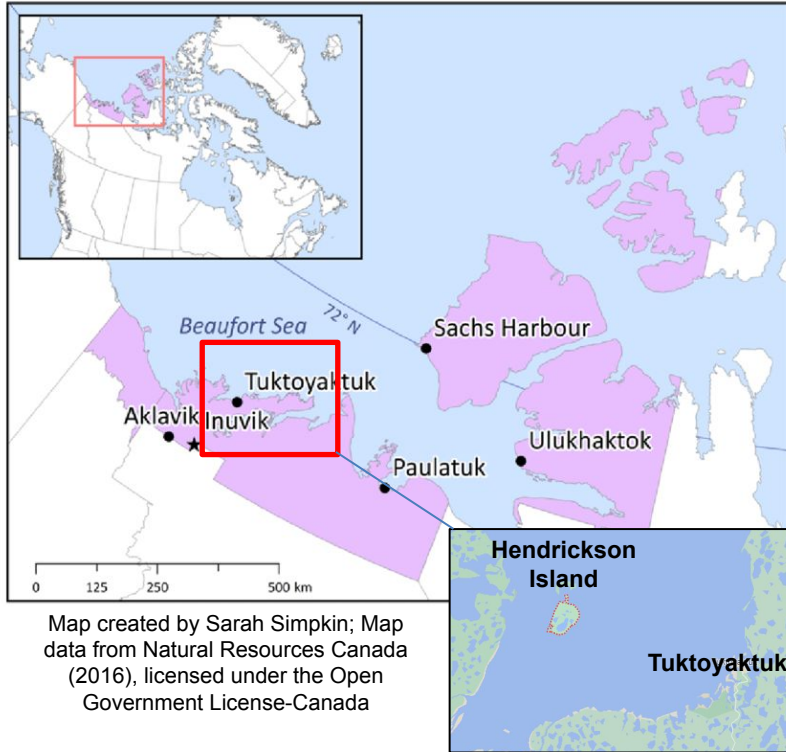 Beaufort Sea
72° N
Sachs Harbour
Tuktoyaktuk
Aklavik
Inuvik
Ulukhaktok
Paulatuk
0 125 250 500 km
Hendrickson
Island
Tuktoyaktuk
Map created by Sarah Simpkin; Map
data from Natural Resources Canada
(2016), licensed under the Open
Government License-Canada